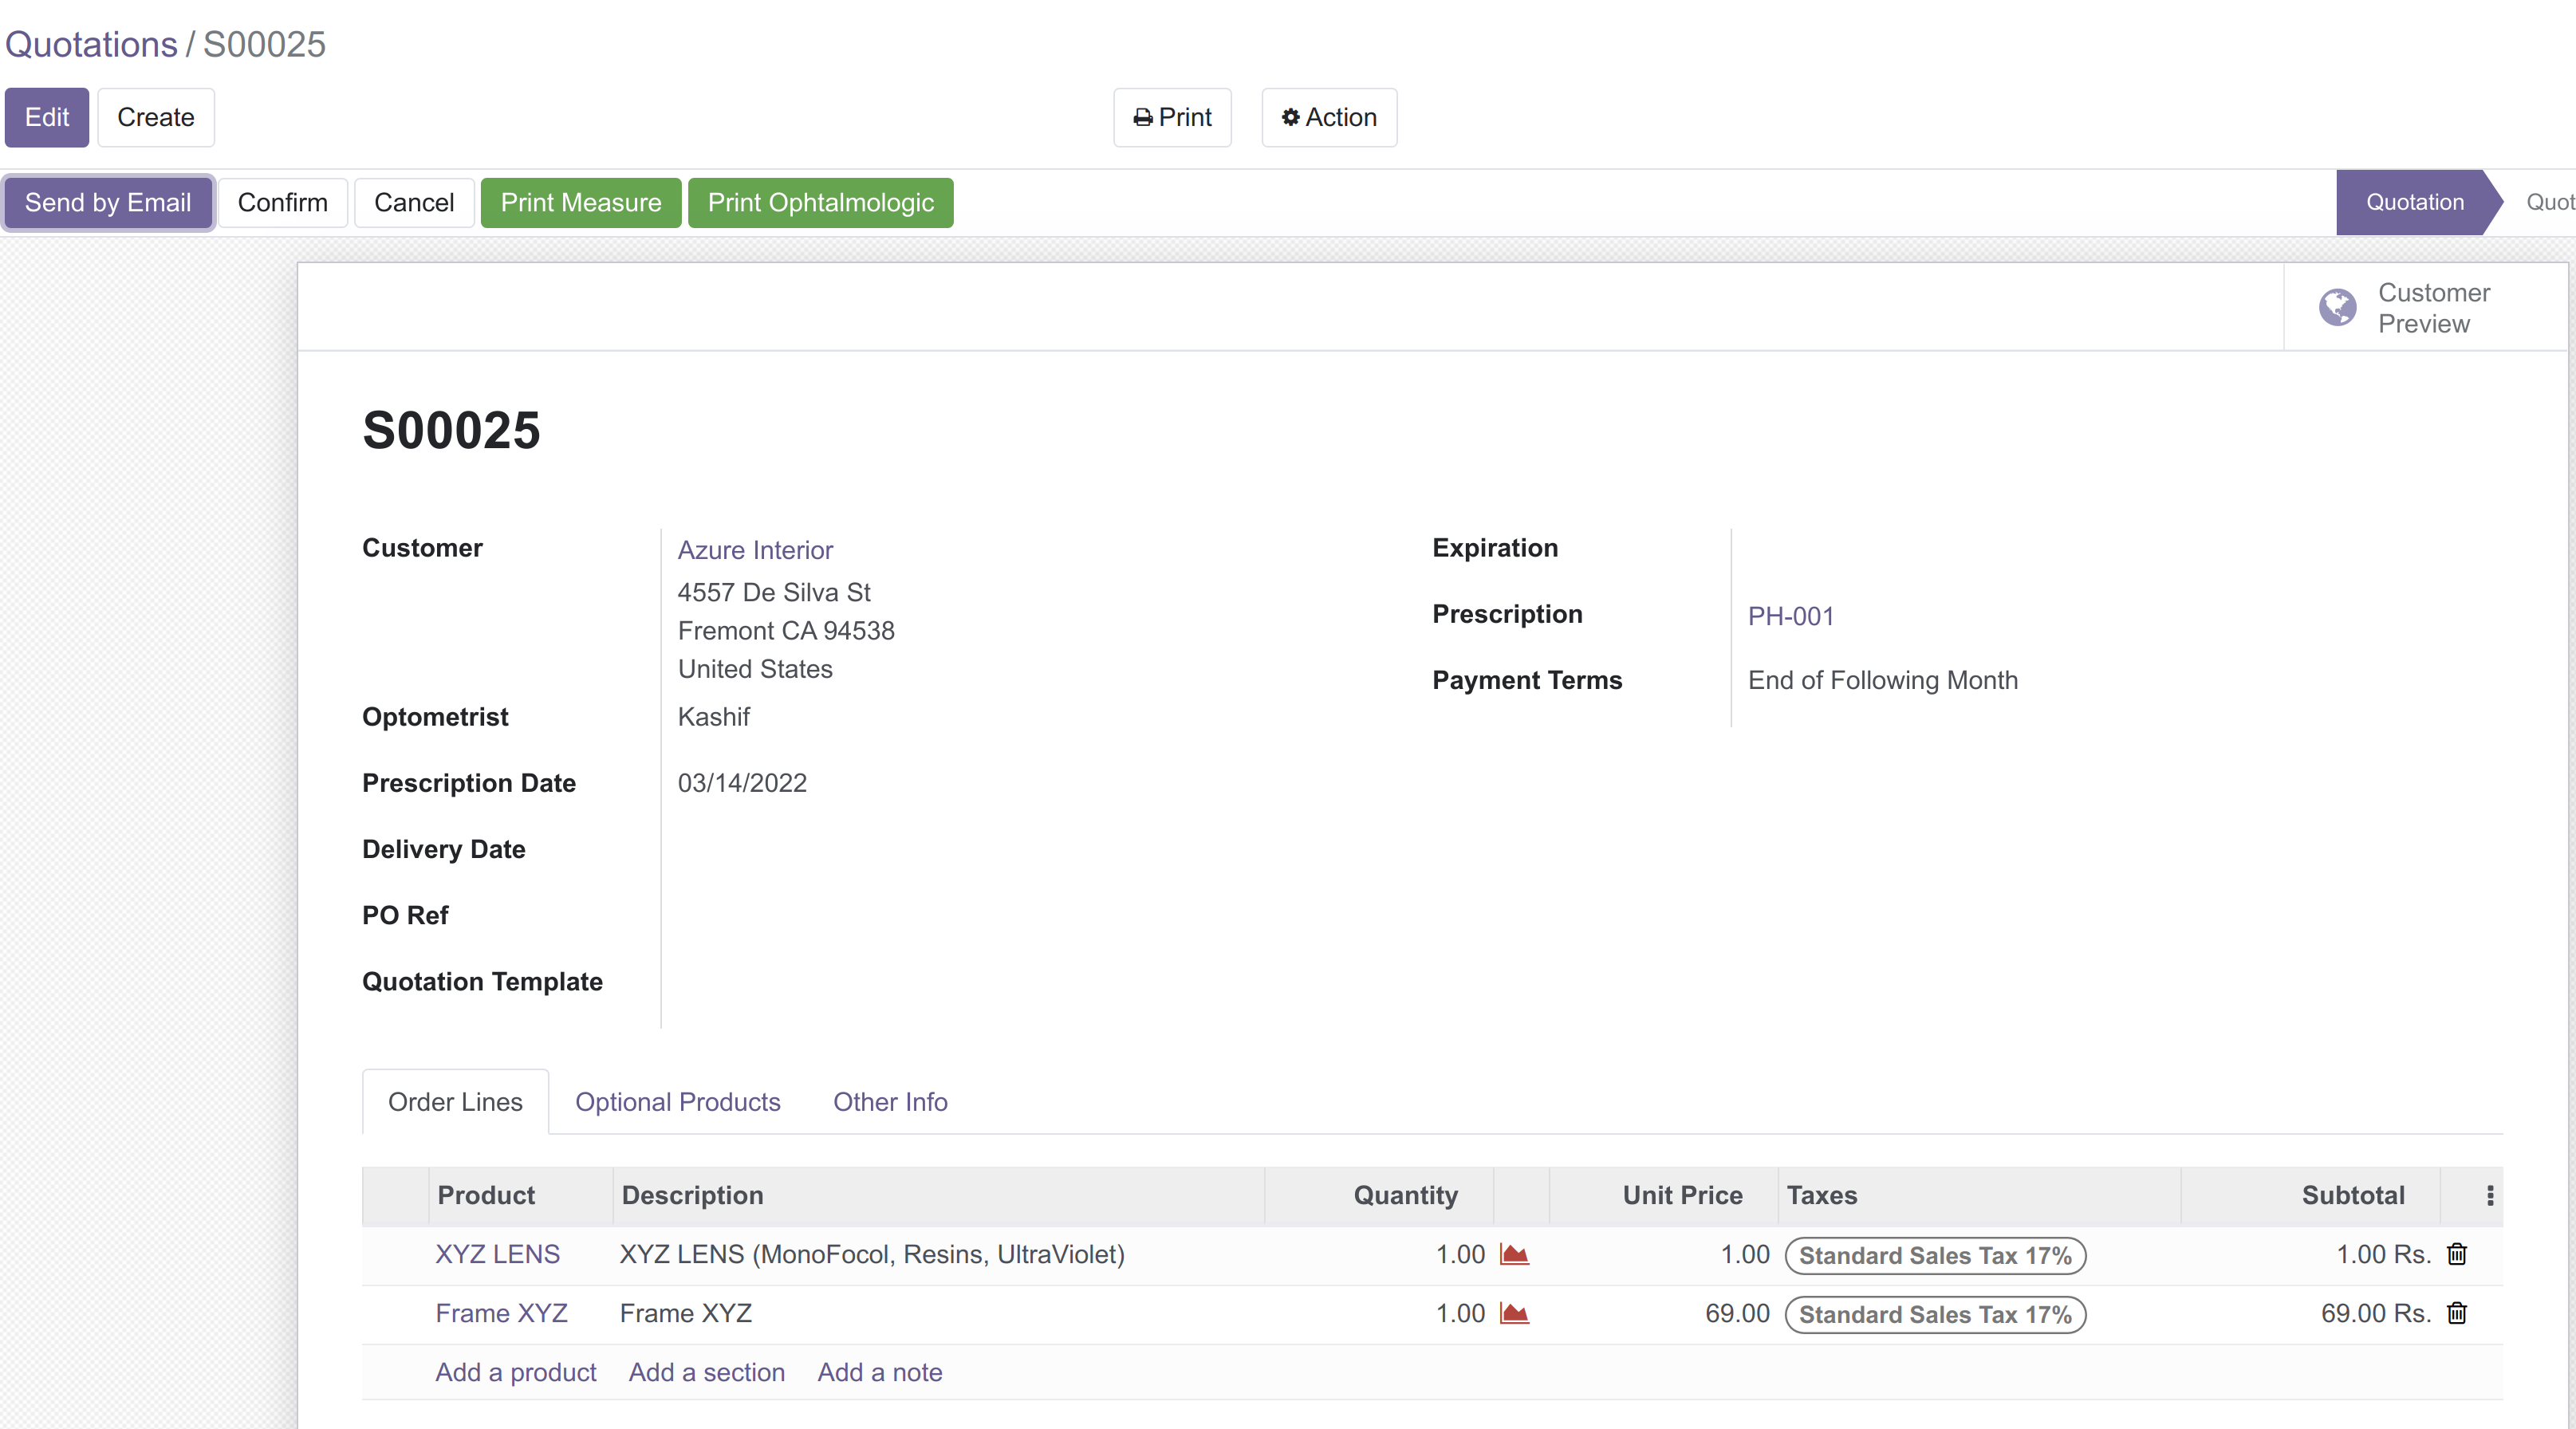 Quotations / S00025
Edit Create Print Action
Send by Email Confirm Cancel Print Measure Print Ophtalmologic Quotation Quot
Customer
Preview
S00025
Customer Azure Interior
4557 De Silva St
Fremont CA 94538
United States
Optometrist Kashif
Prescription Date 03/14/2022
Delivery Date
PO Ref
Quotation Template
Expiration
Prescription PH-001
Payment Terms End of Following Month
Order Lines Optional Products Other Info
Product Description Quantity Unit Price Taxes Subtotal
XYZ LENS XYZ LENS (MonoFocol, Resins, UltraViolet) 1.00 1.00 Standard Sales Tax 17% 1.00 Rs.
Frame XYZ Frame XYZ 1.00 69.00 Standard Sales Tax 17% 69.00 Rs.
Add a product Add a section Add a note